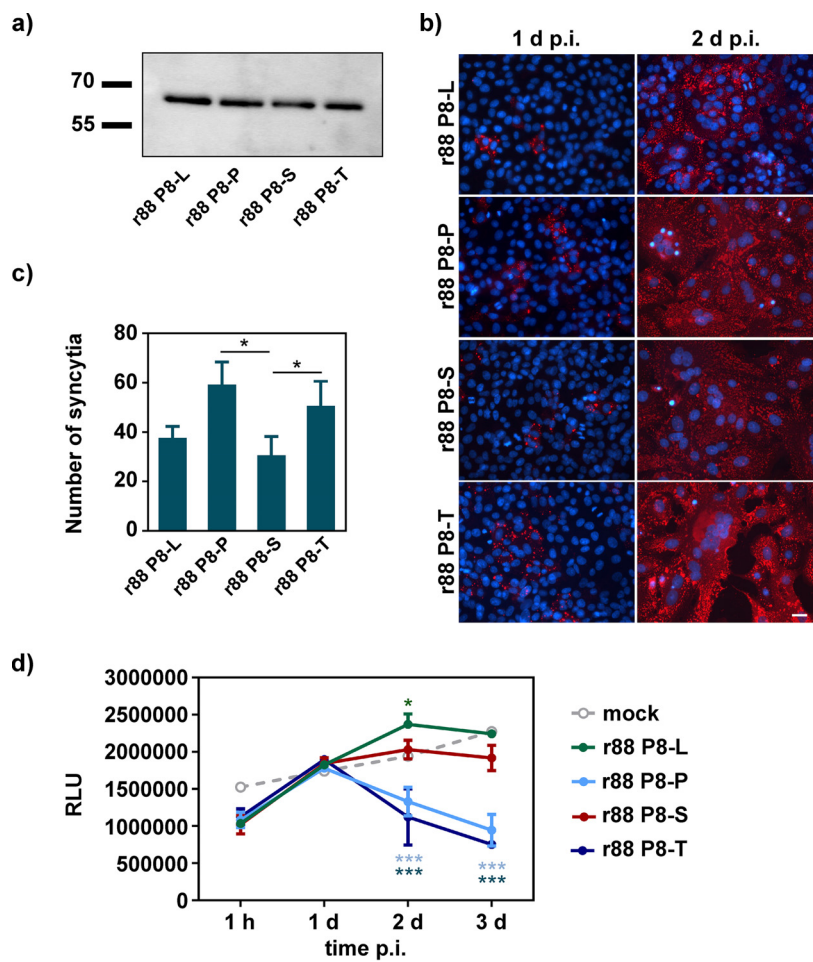 a)
70
55
r88 P8-L
r88 P8-P
r88 P8-S
r88 P8-T
b)
1 d p.i.
2 d p.i.
r88 P8-L
r88 P8-P
r88 P8-S
r88 P8-T
c)
Number of syncytia
80
60
40
20
0
*
*
r88 P8-L
r88 P8-P
r88 P8-S
r88 P8-T
d)
RLU
3000000
2500000
2000000
1500000
1000000
500000
0
*
***
***
***
***
1 h
1 d
2 d
3 d
time p.i.
mock
r88 P8-L
r88 P8-P
r88 P8-S
r88 P8-T